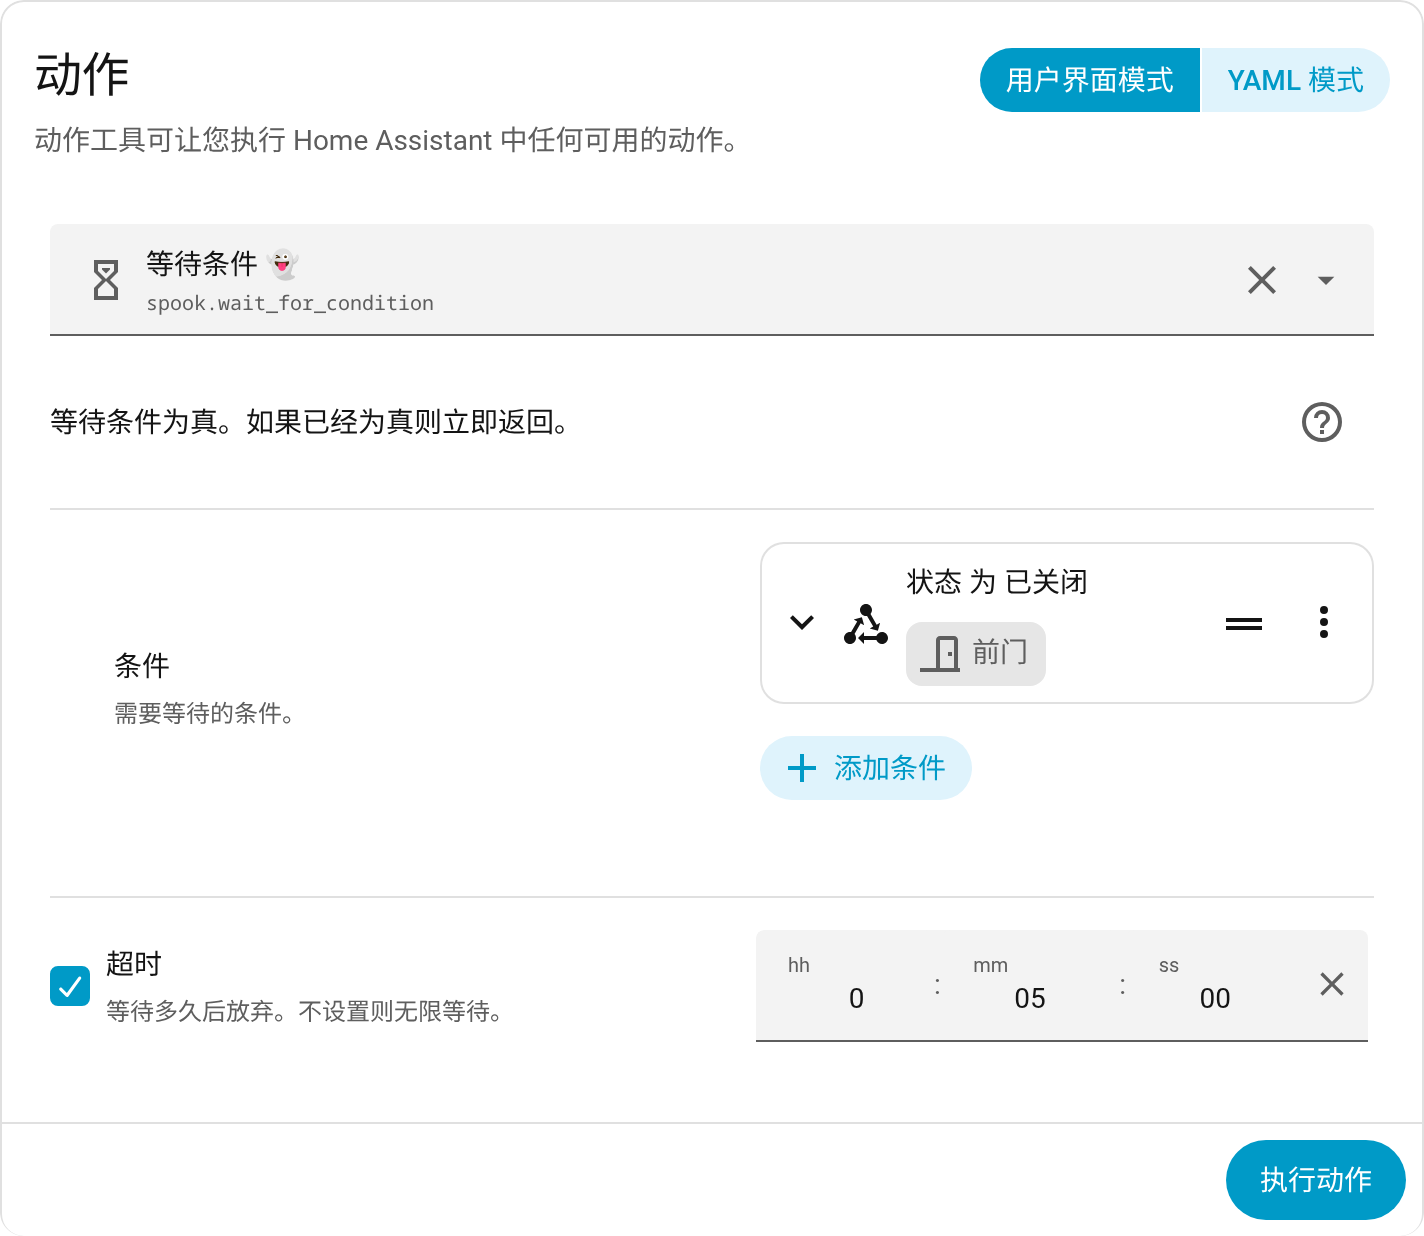 动作
用户界面模式
YAML 模式
动作工具可让您执行 Home Assistant 中任何可用的动作。
等待条件 👻
spook.wait_for_condition
等待条件为真。如果已经为真则立即返回。
条件
需要等待的条件。
状态 为 已关闭
前门
添加条件
超时
等待多久后放弃。不设置则无限等待。
hh
0
:
mm
05
:
ss
00
执行动作